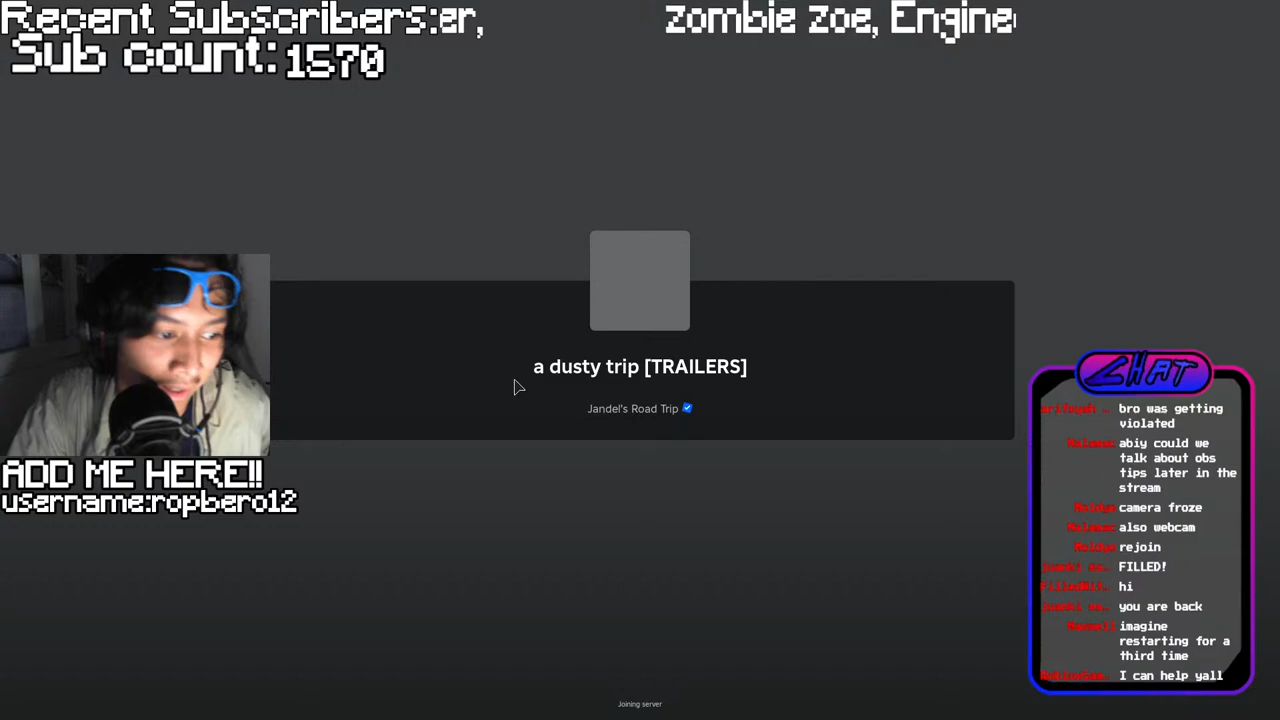 Recent Subscribers:er, zombie zoe, Engine
Sub count: 1570
a dusty trip [TRAILERS]
Jandel's Road Trip
ADD ME HERE!!
username:ropbero12
CHAT
bro was getting
violated
abiy could we
talk about obs
tips later in the
stream
camera froze
also webcam
rejoin
FILLED!
hi
you are back
imagine
restarting for a
third time
I can help yall
Joining server